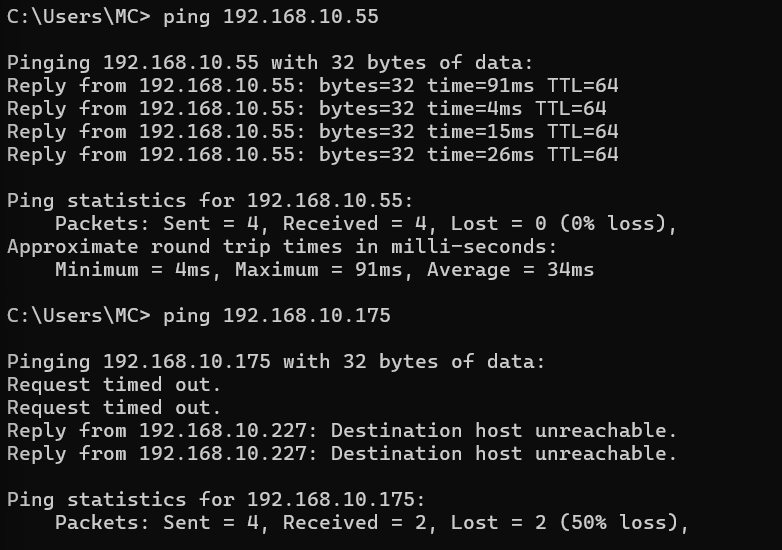 C:\Users\MC> ping 192.168.10.55
Pinging 192.168.10.55 with 32 bytes of data:
Reply from 192.168.10.55: bytes=32 time=91ms TTL=64
Reply from 192.168.10.55: bytes=32 time=4ms TTL=64
Reply from 192.168.10.55: bytes=32 time=15ms TTL=64
Reply from 192.168.10.55: bytes=32 time=26ms TTL=64
Ping statistics for 192.168.10.55:
    Packets: Sent = 4, Received = 4, Lost = 0 (0% loss),
Approximate round trip times in milli-seconds:
    Minimum = 4ms, Maximum = 91ms, Average = 34ms
C:\Users\MC> ping 192.168.10.175
Pinging 192.168.10.175 with 32 bytes of data:
Request timed out.
Request timed out.
Reply from 192.168.10.227: Destination host unreachable.
Reply from 192.168.10.227: Destination host unreachable.
Ping statistics for 192.168.10.175:
    Packets: Sent = 4, Received = 2, Lost = 2 (50% loss),